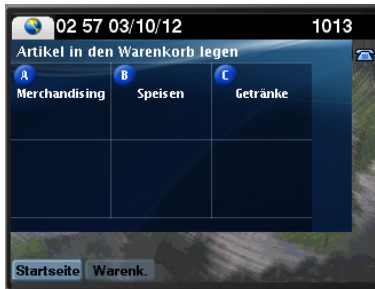 02 57 03/10/12 1013
Artikel in den Warenkorb legen
A B C
Merchandising Speisen Getränke
Startseite Warenk.